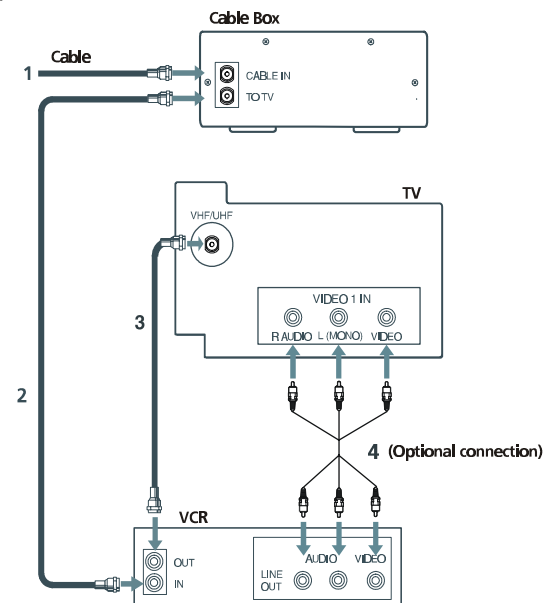 Cable Box
1 Cable
CABLE IN
TO TV
TV
VHF/UHF
VIDEO 1 IN
R AUDIO L (MONO) VIDEO
3
2
4 (Optional connection)
VCR
OUT
IN
AUDIO VIDEO
LINE
OUT